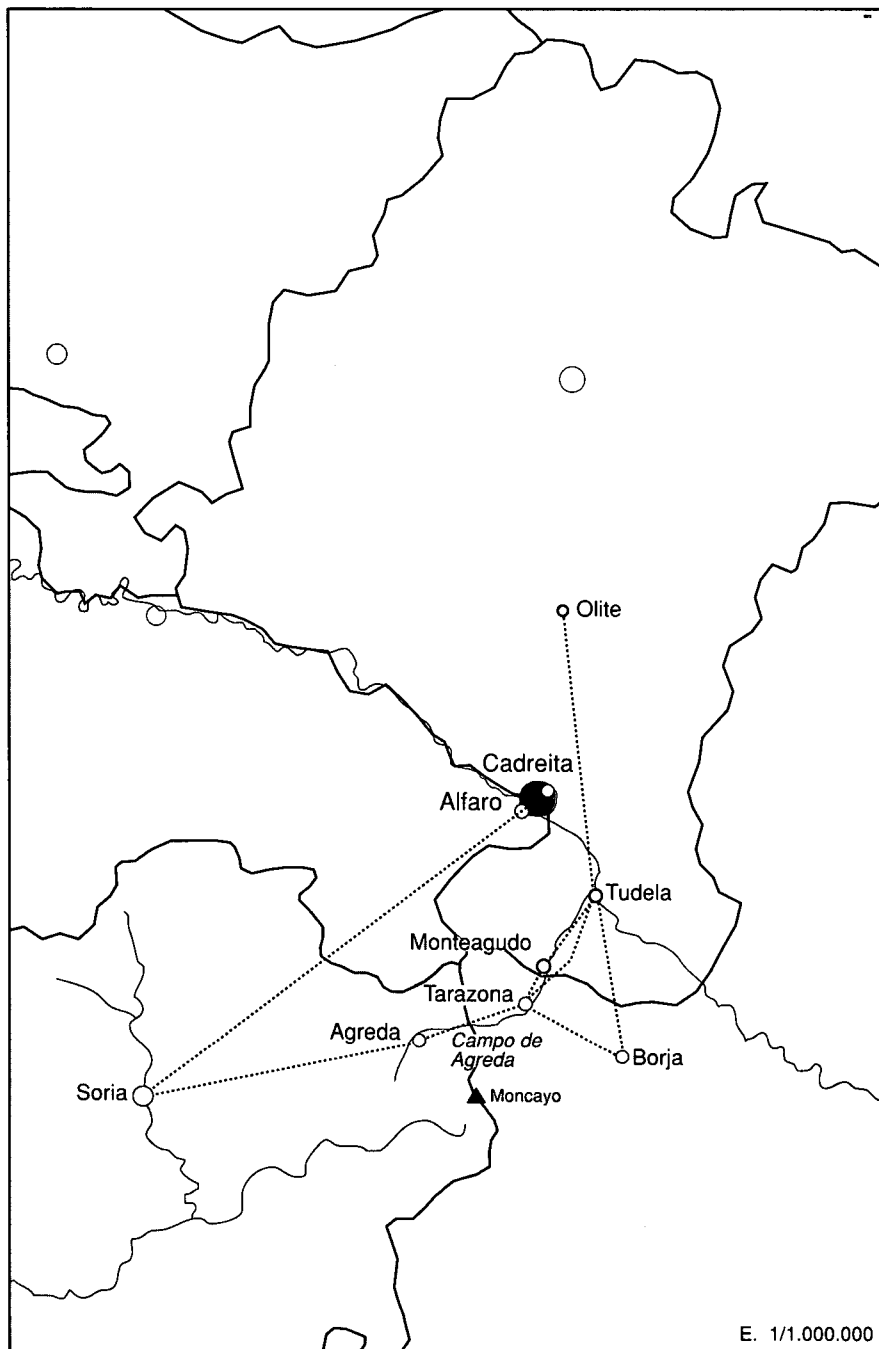 Olite
Cadreita
Alfaro
Tudela
Monteagudo
Tarazona
Agreda
Campo de
Agreda
Borja
Soria
Moncayo
E. 1/1.000.000